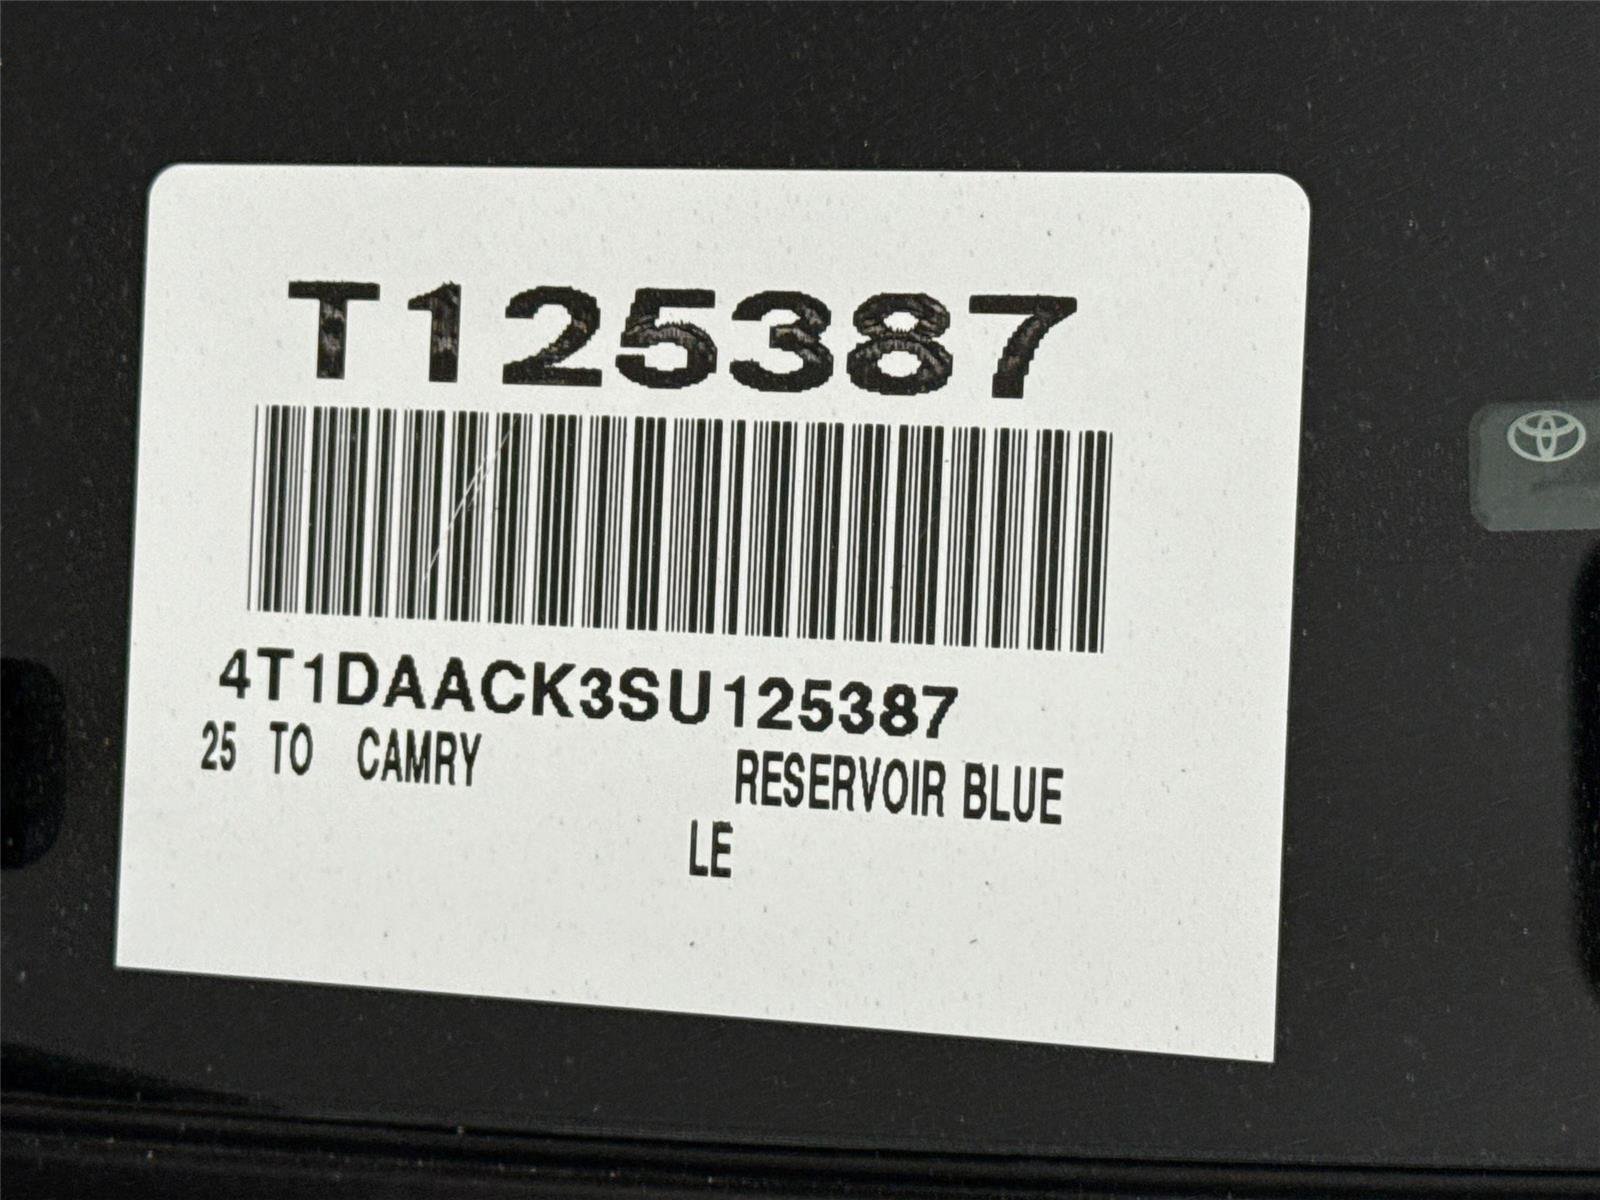 T125387
4T1DAACK3SU125387
25 TO CAMRY RESERVOIR BLUE
LE